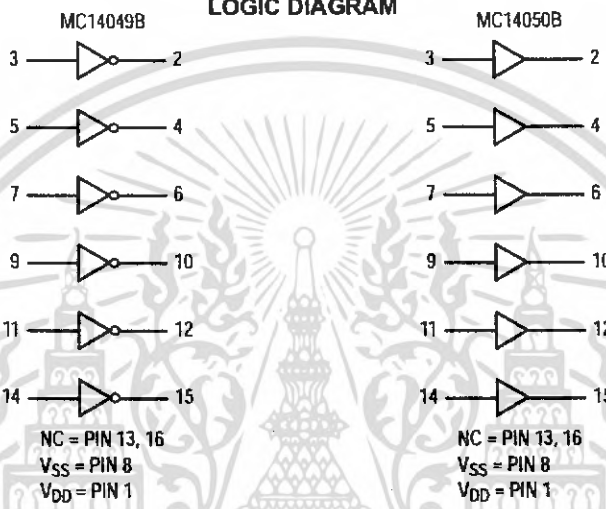 LOGIC DIAGRAM
MC14049B
3 2
5 4
7 6
9 10
11 12
14 15
NC = PIN 13, 16
VSS = PIN 8
VDD = PIN 1
MC14050B
3 2
5 4
7 6
9 10
11 12
14 15
NC = PIN 13, 16
VSS = PIN 8
VDD = PIN 1